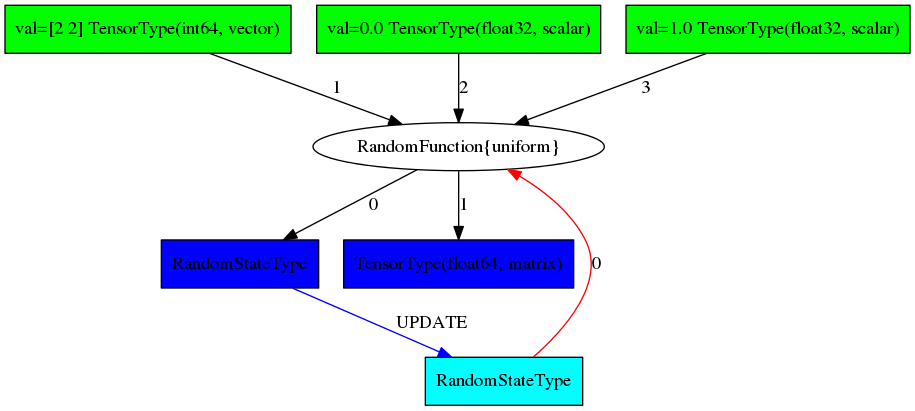 val=[2 2] TensorType(int64, vector)
val=0.0 TensorType(float32, scalar)
val=1.0 TensorType(float32, scalar)
1
2
3
RandomFunction{uniform}
0
1
RandomStateType
TensorType(float64, matrix)
0
UPDATE
RandomStateType